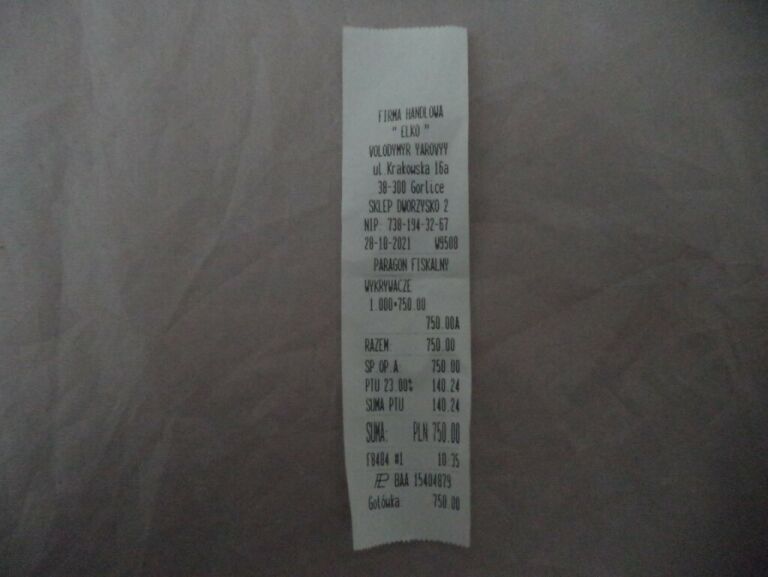 FIRMA HANDLOWA
" ELKO "
VOLODYMYR YAROVYY
ul.Krakowska 16a
38-300 Gorlice
SKLEP DWORZYSKO 2
NIP: 738-194-32-67
28-10-2021 W9508
PARAGON FISKALNY
WYKRYWACZE
1.000*750.00
750.00A
RAZEM: 750.00
SP.OP.A: 750.00
PTU 23.00% 140.24
SUMA PTU 140.24
SUMA: PLN 750.00
F8484 #1 10:35
BAA 15404879
Gotówka: 750.00